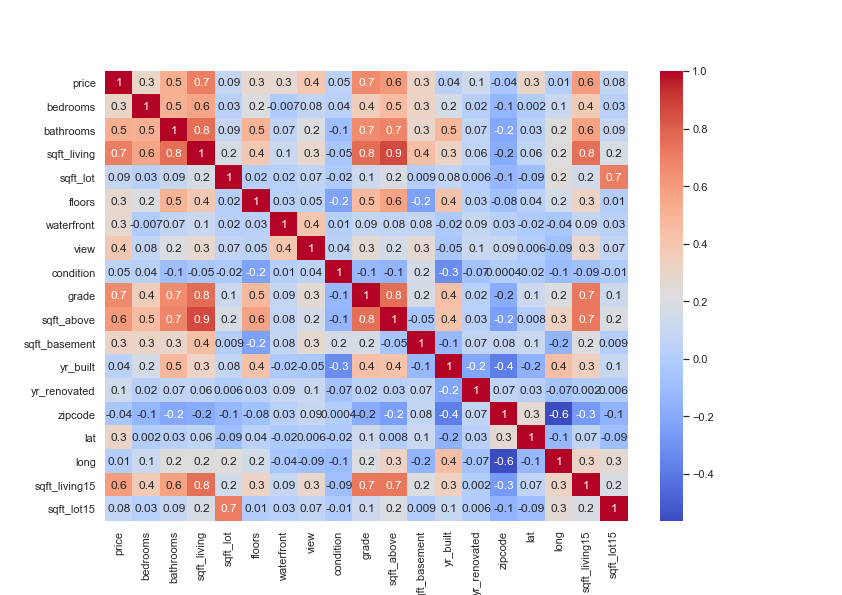 price 1 0.3 0.5 0.7 0.09 0.3 0.3 0.4 0.05 0.7 0.6 0.3 0.04 0.1 -0.04 0.3 0.01 0.6 0.08
bedrooms 0.3 1 0.5 0.6 0.03 0.2 -0.007 0.08 0.04 0.4 0.5 0.3 0.2 0.02 -0.1 0.002 0.1 0.4 0.03
bathrooms 0.5 0.5 1 0.8 0.09 0.5 0.07 0.2 -0.1 0.7 0.7 0.3 0.5 0.07 -0.2 0.03 0.2 0.6 0.09
sqft_living 0.7 0.6 0.8 1 0.2 0.4 0.1 0.3 -0.05 0.8 0.9 0.4 0.3 0.06 -0.2 0.06 0.2 0.8 0.2
sqft_lot 0.09 0.03 0.09 0.2 1 0.02 0.02 0.07 -0.02 0.1 0.2 0.009 0.08 0.006 -0.1 -0.09 0.2 0.2 0.7
floors 0.3 0.2 0.5 0.4 0.02 1 0.03 0.05 -0.2 0.5 0.6 -0.2 0.4 0.03 -0.08 0.04 0.2 0.3 0.01
waterfront 0.3 -0.007 0.07 0.1 0.02 0.03 1 0.4 0.01 0.09 0.08 0.08 -0.02 0.09 0.03 -0.02 -0.04 0.09 0.03
view 0.4 0.08 0.2 0.3 0.07 0.05 0.4 1 0.04 0.3 0.2 0.3 -0.05 0.1 0.09 0.006 -0.09 0.3 0.07
condition 0.05 0.04 -0.1 -0.05 -0.02 -0.2 0.01 0.04 1 -0.1 -0.1 0.2 -0.3 -0.07 0.0004 -0.02 -0.1 -0.09 -0.01
grade 0.7 0.4 0.7 0.8 0.1 0.5 0.09 0.3 -0.1 1 0.8 0.2 0.4 0.02 -0.2 0.1 0.2 0.7 0.1
sqft_above 0.6 0.5 0.7 0.9 0.2 0.6 0.08 0.2 -0.1 0.8 1 -0.05 0.4 0.03 -0.2 0.008 0.3 0.7 0.2
sqft_basement 0.3 0.3 0.3 0.4 0.009 -0.2 0.08 0.3 0.2 0.2 -0.05 1 -0.1 0.07 0.08 0.1 -0.2 0.2 0.009
yr_built 0.04 0.2 0.5 0.3 0.08 0.4 -0.02 -0.05 -0.3 0.4 0.4 -0.1 1 -0.2 -0.4 -0.2 0.4 0.3 0.1
yr_renovated 0.1 0.02 0.07 0.06 0.006 0.03 0.09 0.1 -0.07 0.02 0.03 0.07 -0.2 1 0.07 0.03 -0.07 0.002 0.006
zipcode -0.04 -0.1 -0.2 -0.2 -0.1 -0.08 0.03 0.09 0.0004 -0.2 -0.2 0.08 -0.4 0.07 1 0.3 -0.6 -0.3 -0.1
lat 0.3 0.002 0.03 0.06 -0.09 0.04 -0.02 0.006 -0.02 0.1 0.008 0.1 -0.2 0.03 0.3 1 -0.1 0.07 -0.09
long 0.01 0.1 0.2 0.2 0.2 0.2 -0.04 -0.09 -0.1 0.2 0.3 -0.2 0.4 -0.07 -0.6 -0.1 1 0.3 0.3
sqft_living15 0.6 0.4 0.6 0.8 0.2 0.3 0.09 0.3 -0.09 0.7 0.7 0.2 0.3 0.002 -0.3 0.07 0.3 1 0.2
sqft_lot15 0.08 0.03 0.09 0.2 0.7 0.01 0.03 0.07 -0.01 0.1 0.2 0.009 0.1 0.006 -0.1 -0.09 0.3 0.2 1
price
bedrooms
bathrooms
sqft_living
sqft_lot
floors
waterfront
view
condition
grade
sqft_above
qft_basement
yr_built
yr_renovated
zipcode
lat
long
sqft_living15
sqft_lot15
1.0
0.8
0.6
0.4
0.2
0.0
−0.2
−0.4